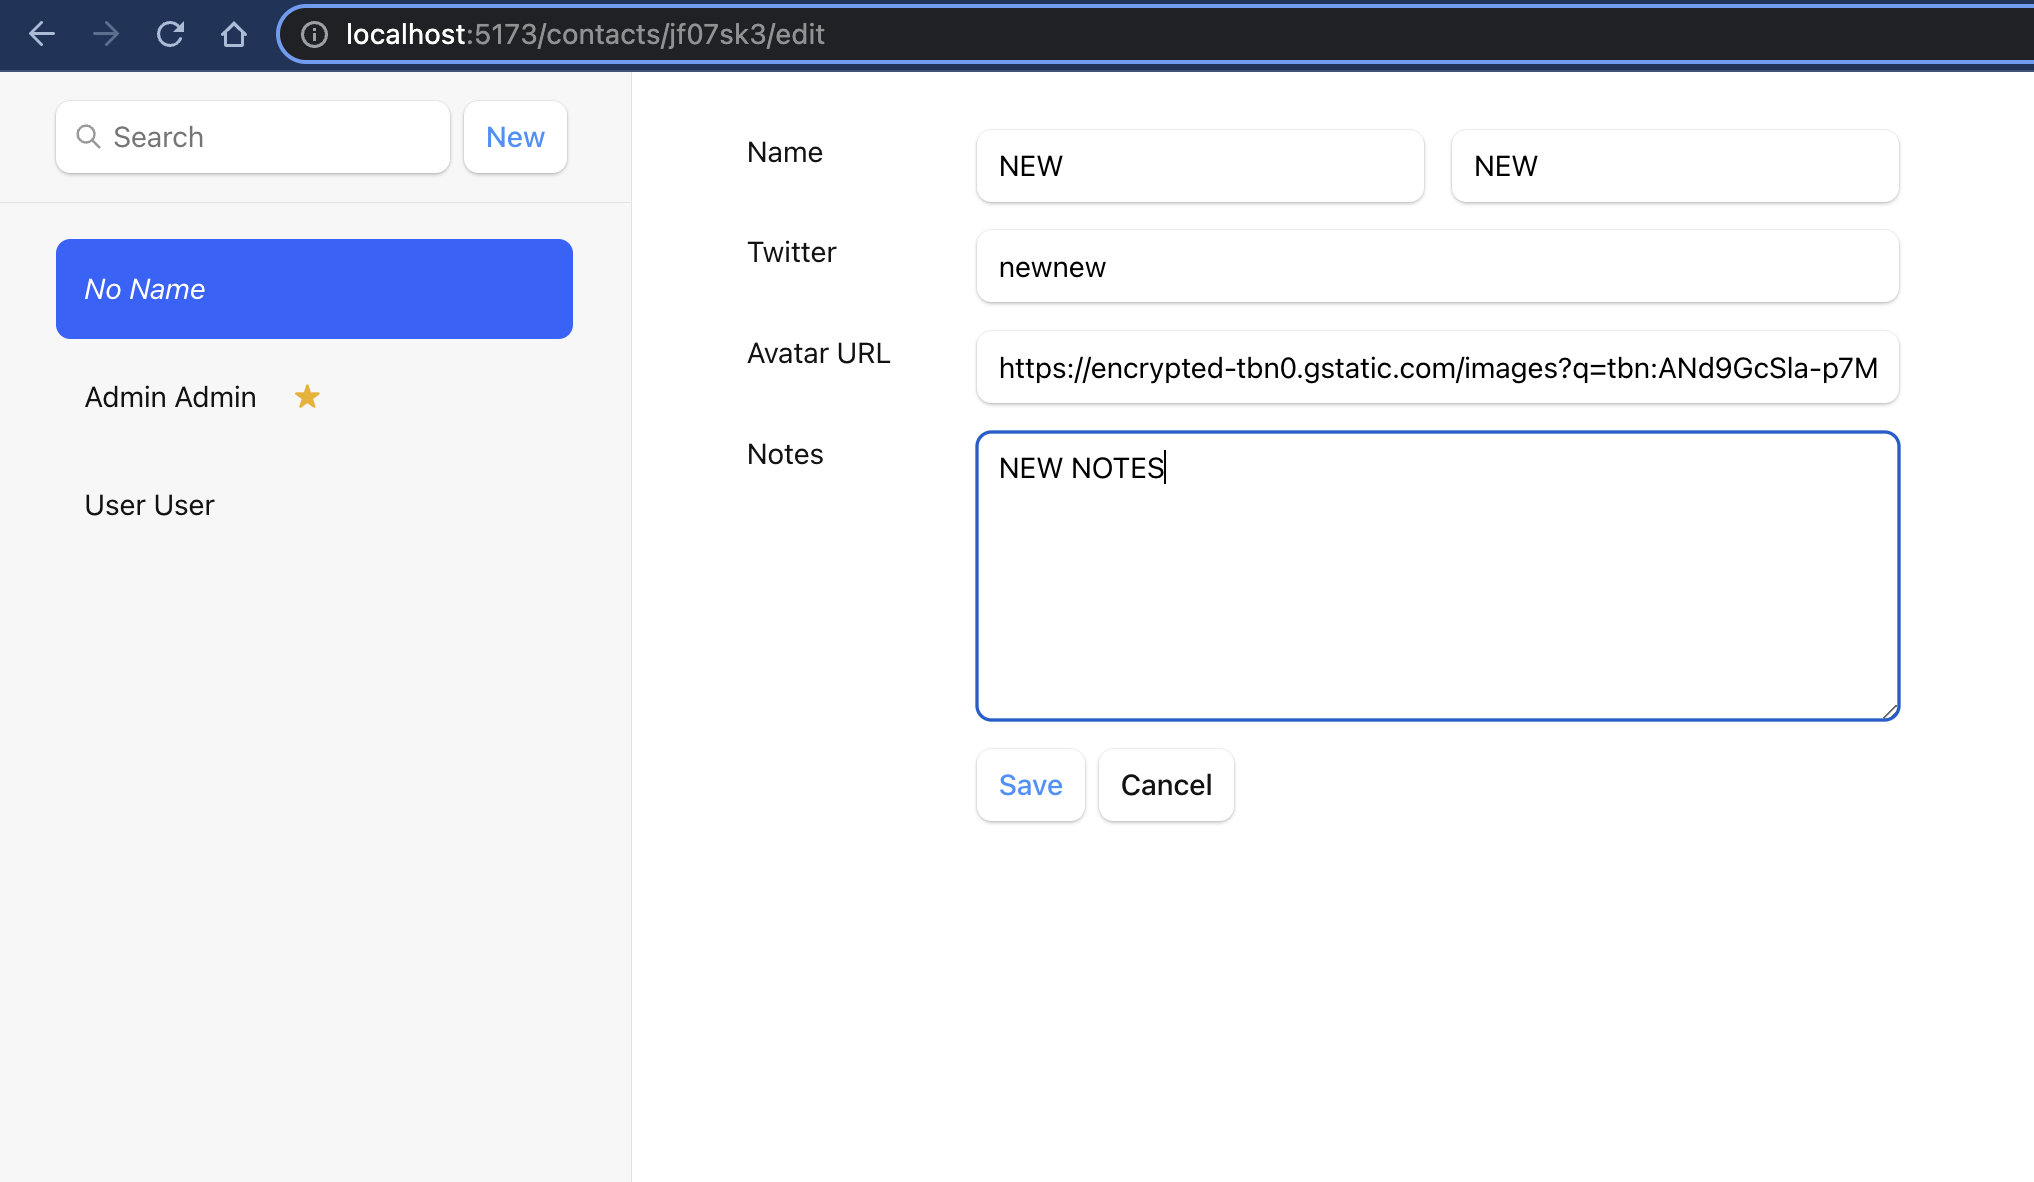 localhost:5173/contacts/jf07sk3/edit
Search
New
No Name
Admin Admin
User User
Name
NEW
NEW
Twitter
newnew
Avatar URL
https://encrypted-tbn0.gstatic.com/images?q=tbn:ANd9GcSla-p7M
Notes
NEW NOTES
Save
Cancel